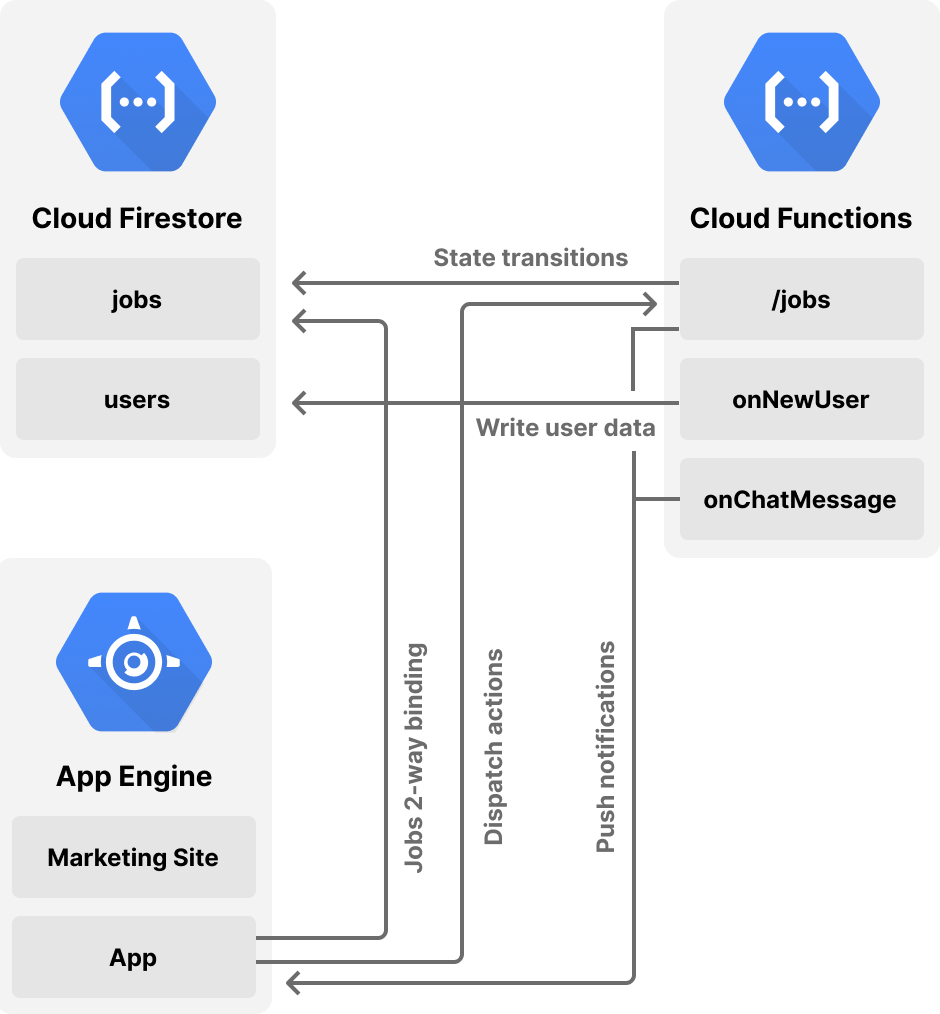 Cloud Firestore
jobs
users
Cloud Functions
/jobs
onNewUser
onChatMessage
State transitions
Write user data
App Engine
Marketing Site
App
Jobs 2-way binding
Dispatch actions
Push notifications